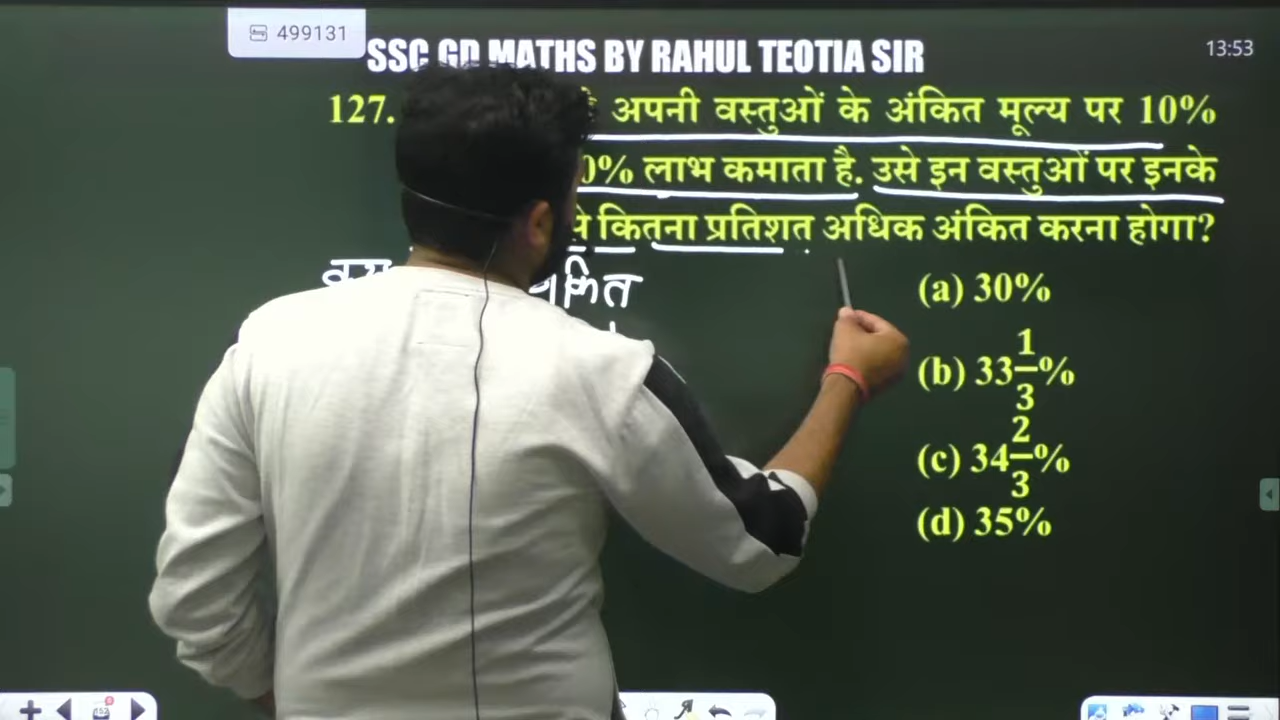 499131
SSC GD MATHS BY RAHUL TEOTIA SIR
13:53
127. अपनी वस्तुओं के अंकित मूल्य पर 10%
0% लाभ कमाता है. उसे इन वस्तुओं पर इनके
से कितना प्रतिशत अधिक अंकित करना होगा?
(a) 30%
(b) 33 1/3%
(c) 34 2/3%
(d) 35%